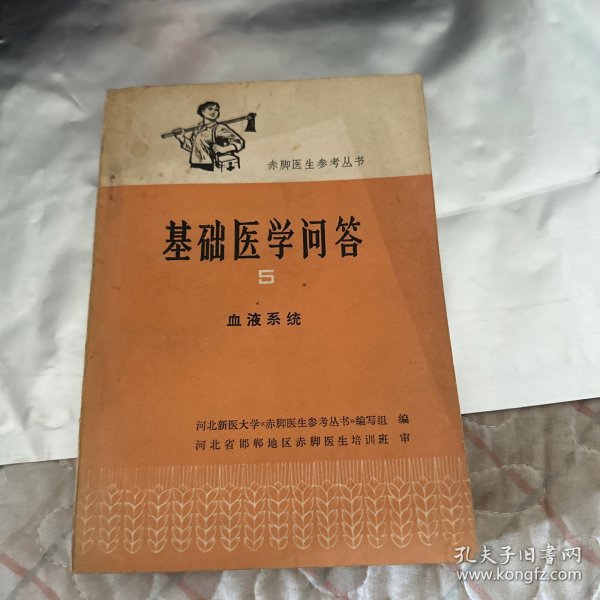 赤脚医生参考丛书
基础医学问答
5
血液系统
河北新医大学《赤脚医生参考丛书》编写组 编
河北省邯郸地区赤脚医生培训班 审
孔夫子旧书网
www.kongfz.com